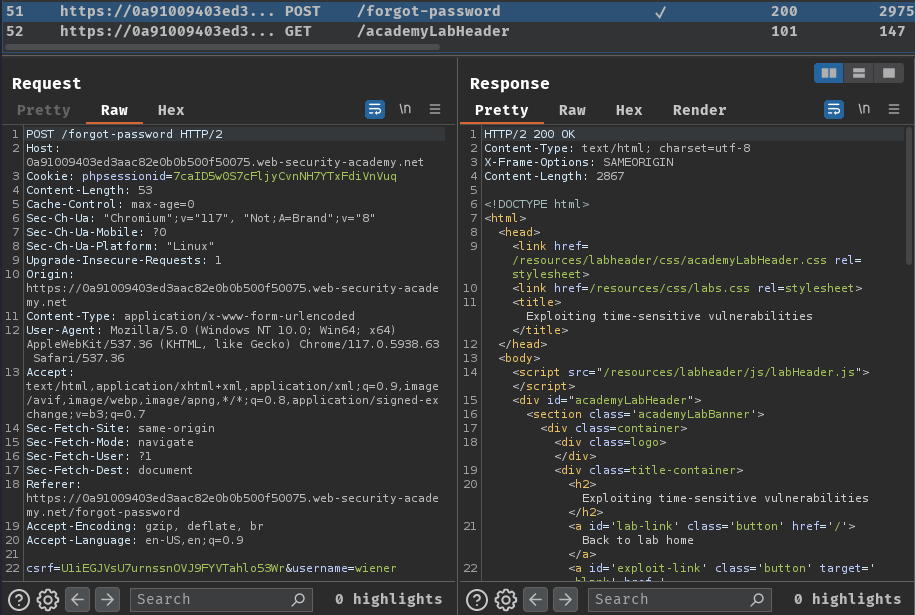 51 https://0a91009403ed3... POST /forgot-password ✓ 200 2975
52 https://0a91009403ed3... GET /academyLabHeader 101 147
Request
Pretty Raw Hex \n
1 POST /forgot-password HTTP/2
2 Host:
0a91009403ed3aac82e0b0b500f50075.web-security-academy.net
3 Cookie: phpsessionid=7caID5w0S7cFljyCvnNH7YTxFdiVnVuq
4 Content-Length: 53
5 Cache-Control: max-age=0
6 Sec-Ch-Ua: "Chromium";v="117", "Not;A=Brand";v="8"
7 Sec-Ch-Ua-Mobile: ?0
8 Sec-Ch-Ua-Platform: "Linux"
9 Upgrade-Insecure-Requests: 1
10 Origin:
https://0a91009403ed3aac82e0b0b500f50075.web-security-acade
my.net
11 Content-Type: application/x-www-form-urlencoded
12 User-Agent: Mozilla/5.0 (Windows NT 10.0; Win64; x64)
AppleWebKit/537.36 (KHTML, like Gecko) Chrome/117.0.5938.63
Safari/537.36
13 Accept:
text/html,application/xhtml+xml,application/xml;q=0.9,image
/avif,image/webp,image/apng,*/*;q=0.8,application/signed-ex
change;v=b3;q=0.7
14 Sec-Fetch-Site: same-origin
15 Sec-Fetch-Mode: navigate
16 Sec-Fetch-User: ?1
17 Sec-Fetch-Dest: document
18 Referer:
https://0a91009403ed3aac82e0b0b500f50075.web-security-acade
my.net/forgot-password
19 Accept-Encoding: gzip, deflate, br
20 Accept-Language: en-US,en;q=0.9
21
22 csrf=UliEGJVsU7urnssnOVJ9FYVTahlo53Wr&username=wiener
Search 0 highlights
Response
Pretty Raw Hex Render \n
1 HTTP/2 200 OK
2 Content-Type: text/html; charset=utf-8
3 X-Frame-Options: SAMEORIGIN
4 Content-Length: 2867
5
6 <!DOCTYPE html>
7 <html>
8 <head>
9 <link href=
/resources/labheader/css/academyLabHeader.css rel=
stylesheet>
10 <link href=/resources/css/labs.css rel=stylesheet>
11 <title>
Exploiting time-sensitive vulnerabilities
</title>
12 </head>
13 <body>
14 <script src="/resources/labheader/js/labHeader.js">
</script>
15 <div id="academyLabHeader">
16 <section class='academyLabBanner'>
17 <div class=container>
18 <div class=logo>
</div>
19 <div class=title-container>
20 <h2>
Exploiting time-sensitive vulnerabilities
</h2>
21 <a id='lab-link' class='button' href='/'>
Back to lab home
</a>
22 <a id='exploit-link' class='button' target='
Search 0 highlights